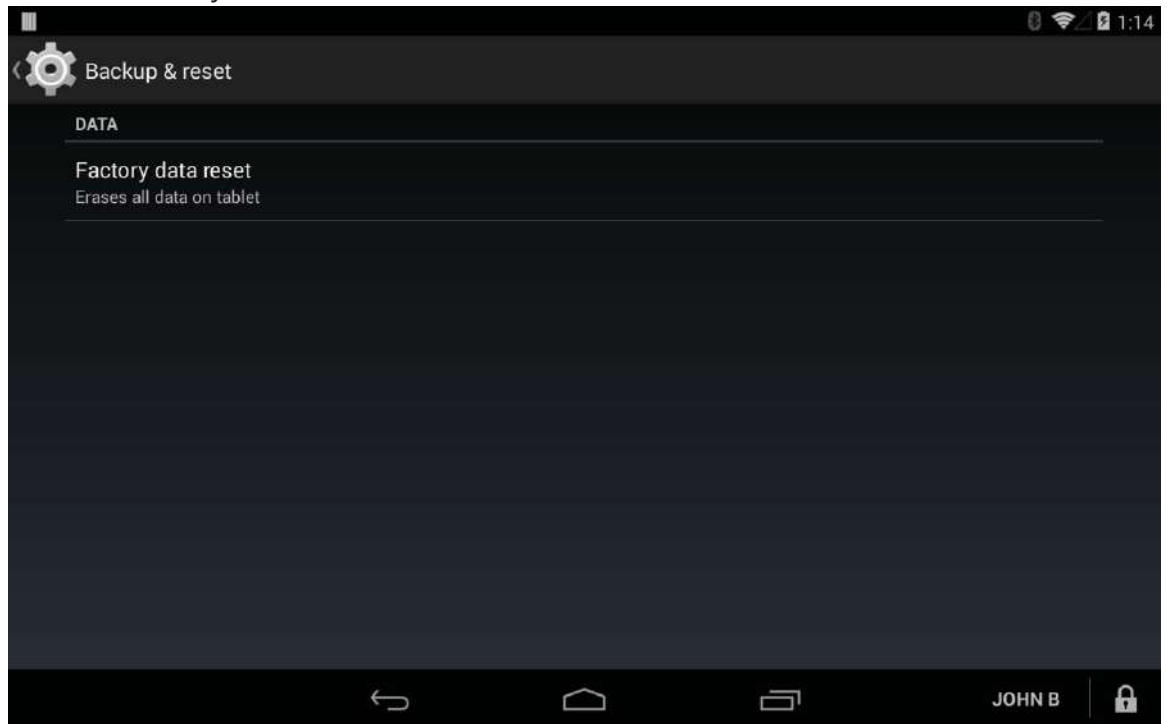 1:14
Backup & reset
DATA
Factory data reset
Erases all data on tablet
JOHN B